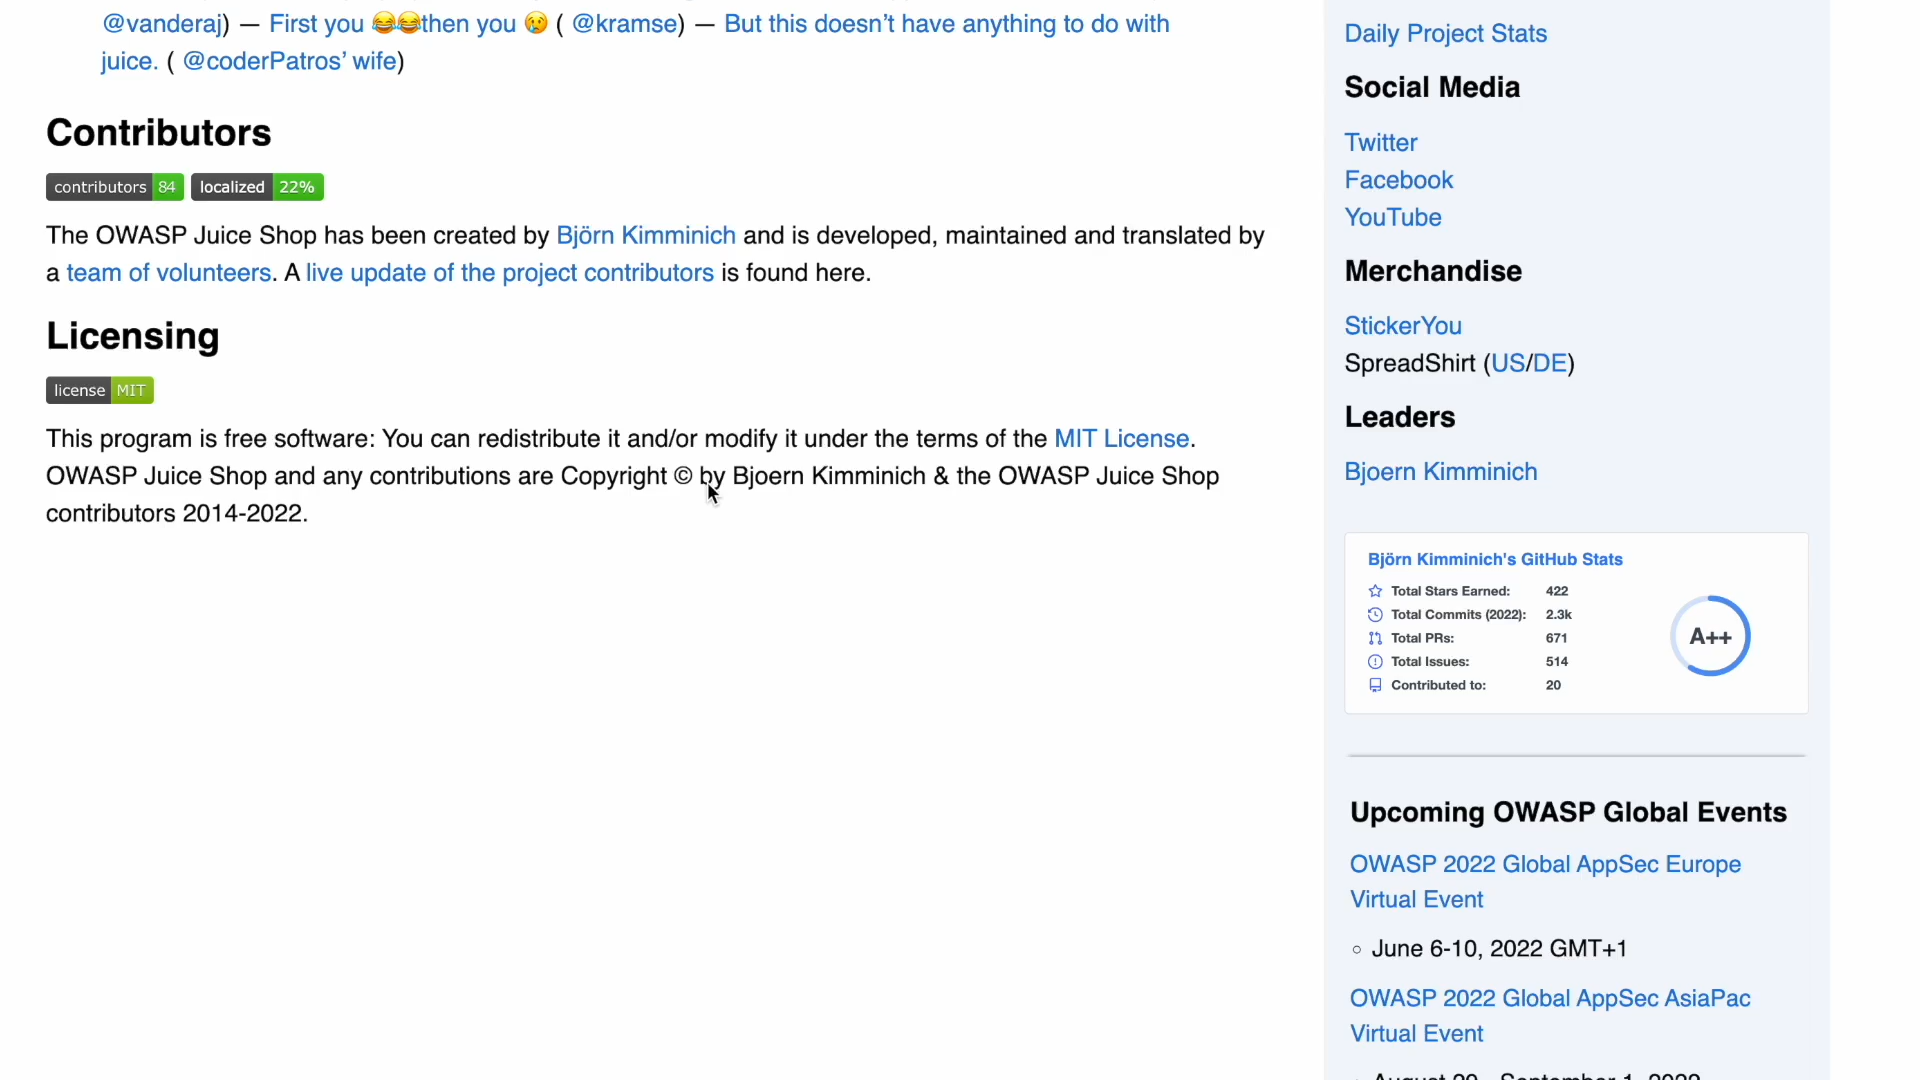 @vanderaj) — First you 😂😂then you 😢 ( @kramse) — But this doesn’t have anything to do with
juice. ( @coderPatros’ wife)
Contributors
contributors 84 localized 22%
The OWASP Juice Shop has been created by Björn Kimminich and is developed, maintained and translated by
a team of volunteers. A live update of the project contributors is found here.
Licensing
license MIT
This program is free software: You can redistribute it and/or modify it under the terms of the MIT License.
OWASP Juice Shop and any contributions are Copyright © by Bjoern Kimminich & the OWASP Juice Shop
contributors 2014-2022.
Daily Project Stats
Social Media
Twitter
Facebook
YouTube
Merchandise
StickerYou
SpreadShirt (US/DE)
Leaders
Bjoern Kimminich
Björn Kimminich's GitHub Stats
Total Stars Earned: 422
Total Commits (2022): 2.3k
Total PRs: 671
Total Issues: 514
Contributed to: 20
A++
Upcoming OWASP Global Events
OWASP 2022 Global AppSec Europe
Virtual Event
June 6-10, 2022 GMT+1
OWASP 2022 Global AppSec AsiaPac
Virtual Event